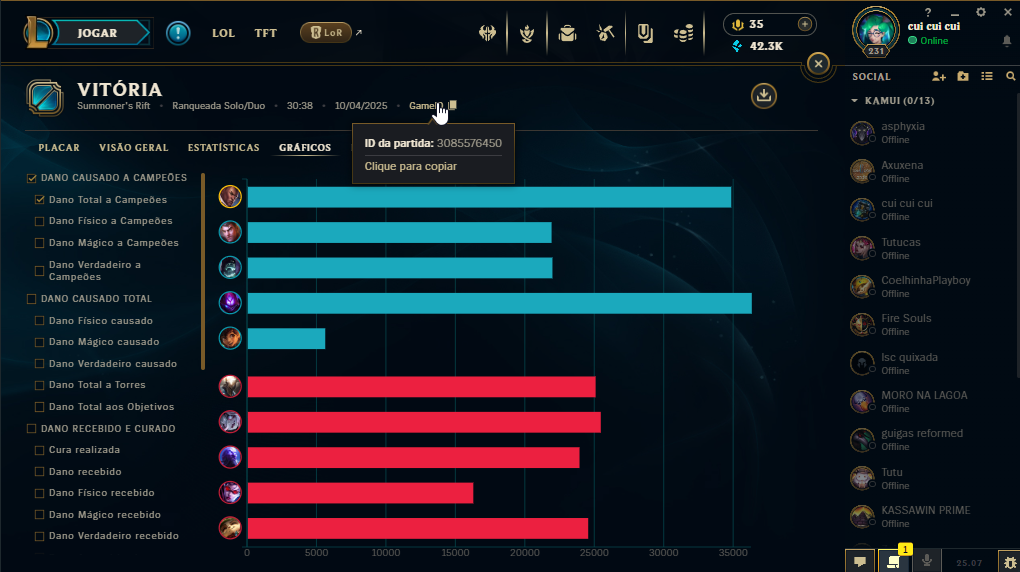 JOGAR
LOL
TFT
LoR
35
42.3K
231
cui cui cui
Online
VITÓRIA
Summoner's Rift • Ranqueada Solo/Duo • 30:38 • 10/04/2025
ID da partida: 3085576450
Clique para copiar
PLACAR
VISÃO GERAL
ESTATÍSTICAS
GRÁFICOS
DANO CAUSADO A CAMPEÕES
Dano Total a Campeões
Dano Físico a Campeões
Dano Mágico a Campeões
Dano Verdadeiro a
Campeões
DANO CAUSADO TOTAL
Dano Físico causado
Dano Mágico causado
Dano Verdadeiro causado
Dano Total a Torres
Dano Total aos Objetivos
DANO RECEBIDO E CURADO
Cura realizada
Dano recebido
Dano Físico recebido
Dano Mágico recebido
Dano Verdadeiro recebido
0 5000 10000 15000 20000 25000 30000 35000
SOCIAL
KAMUI (0/13)
asphyxia
Offline
Axuxena
Offline
cui cui cui
Offline
Tutucas
Offline
CoelhinhaPlayboy
Offline
Fire Souls
Offline
lsc quixada
Offline
MORO NA LAGOA
Offline
guigas reformed
Offline
Tutu
Offline
KASSAWIN PRIME
Offline
1
25.07